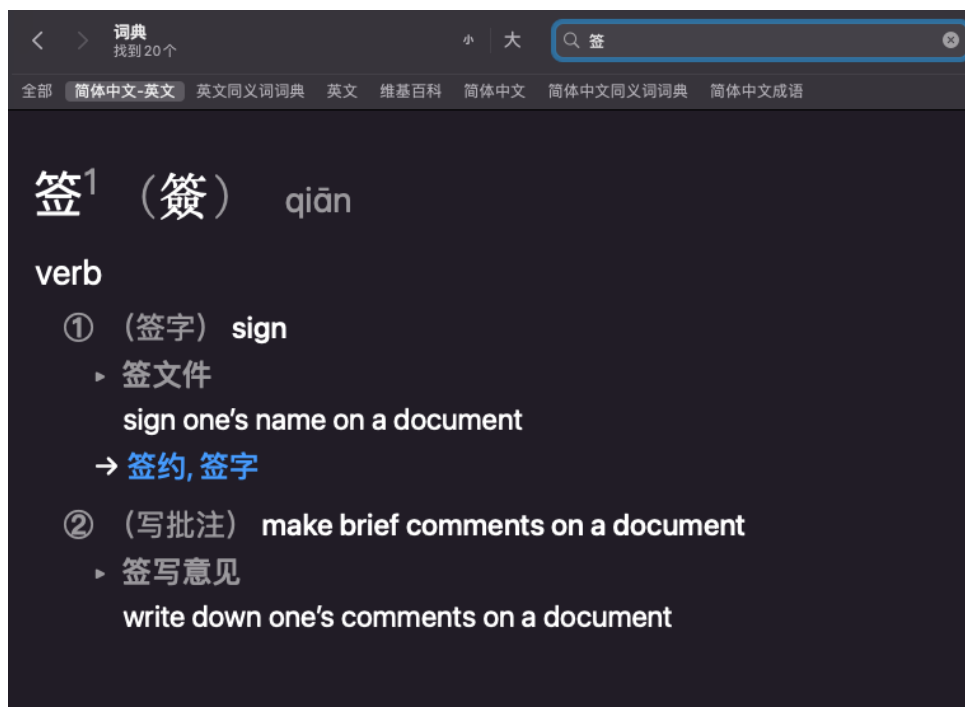 词典
找到20个
小 大 签
全部 简体中文-英文 英文同义词词典 英文 维基百科 简体中文 简体中文同义词词典 简体中文成语
签1 （簽） qiān
verb
① （签字） sign
▸ 签文件
sign one’s name on a document
→ 签约, 签字
② （写批注） make brief comments on a document
▸ 签写意见
write down one’s comments on a document